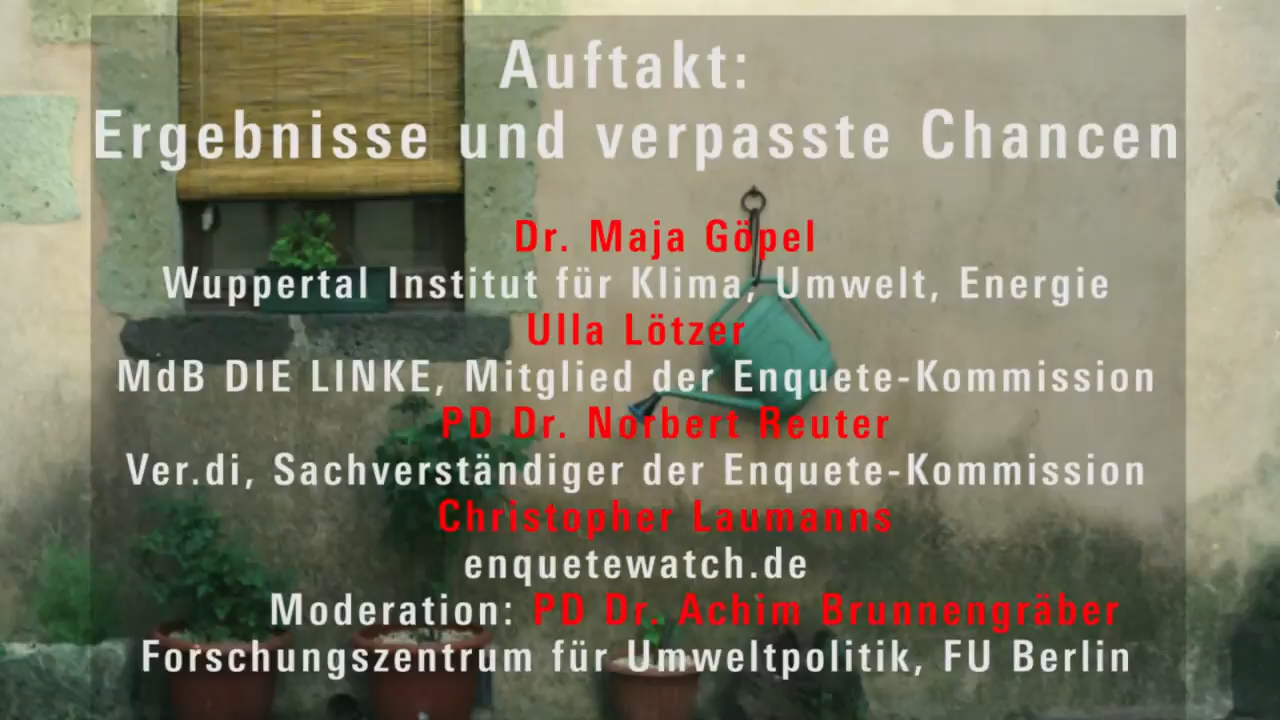 Auftakt:
Ergebnisse und verpasste Chancen
Dr. Maja Göpel
Wuppertal Institut für Klima, Umwelt, Energie
Ulla Lötzer
MdB DIE LINKE, Mitglied der Enquete-Kommission
PD Dr. Norbert Reuter
Ver.di, Sachverständiger der Enquete-Kommission
Christopher Laumanns
enquetewatch.de
Moderation: PD Dr. Achim Brunnengräber
Forschungszentrum für Umweltpolitik, FU Berlin